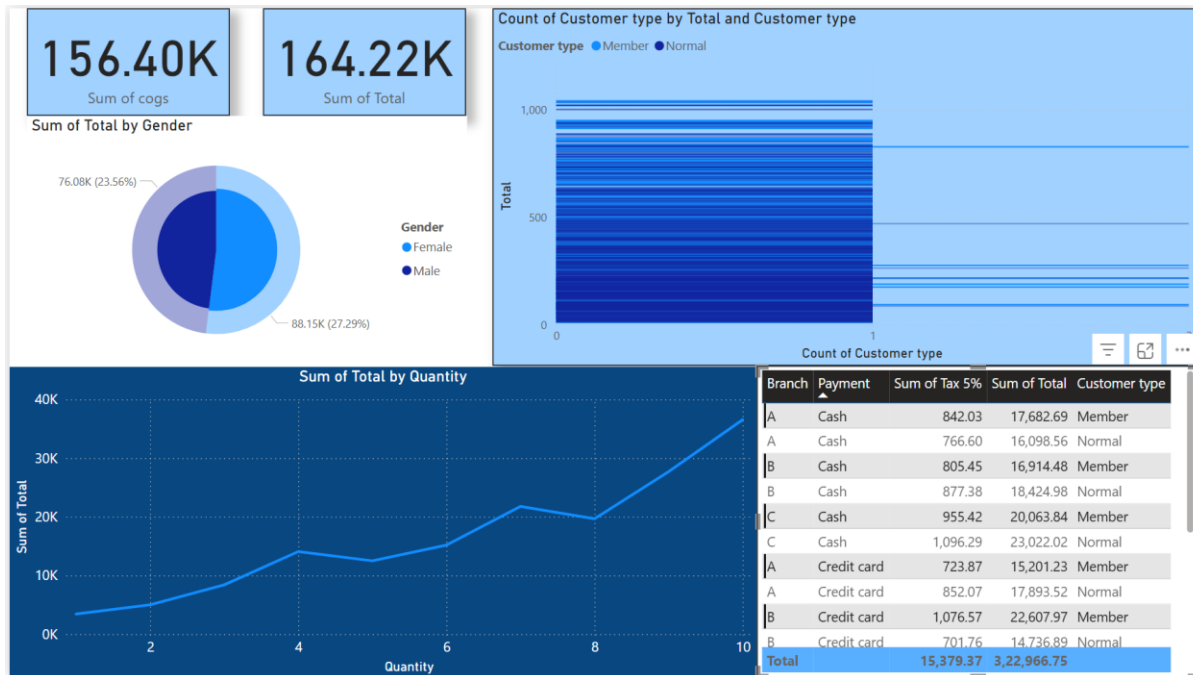 156.40K
Sum of cogs
164.22K
Sum of Total
Sum of Total by Gender
76.08K (23.56%)
88.15K (27.29%)
Gender
Female
Male
Count of Customer type by Total and Customer type
Customer type Member Normal
Total
1,000
500
0
0 1
Count of Customer type
Sum of Total by Quantity
Sum of Total
40K
30K
20K
10K
0K
2 4 6 8 10
Quantity
Branch Payment Sum of Tax 5% Sum of Total Customer type
A Cash 842.03 17,682.69 Member
A Cash 766.60 16,098.56 Normal
B Cash 805.45 16,914.48 Member
B Cash 877.38 18,424.98 Normal
C Cash 955.42 20,063.84 Member
C Cash 1,096.29 23,022.02 Normal
A Credit card 723.87 15,201.23 Member
A Credit card 852.07 17,893.52 Normal
B Credit card 1,076.57 22,607.97 Member
B Credit card 701.76 14,736.89 Normal
Total 15,379.37 3,22,966.75